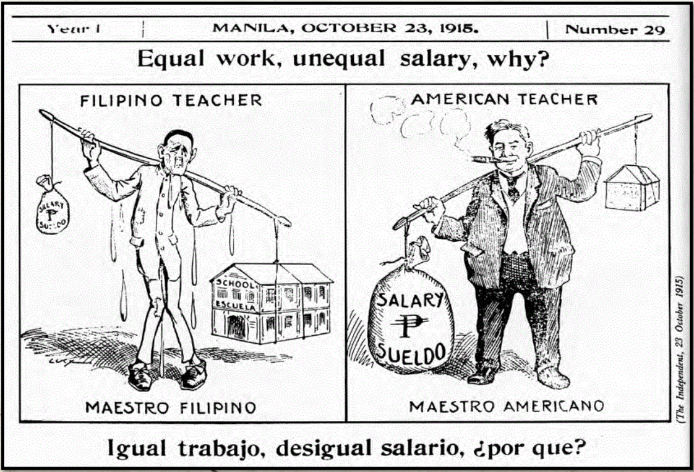 Year 1
MANILA, OCTOBER 23, 1915.
Number 29
Equal work, unequal salary, why?
FILIPINO TEACHER
SALARY
₱
SUELDO
SCHOOL
ESCUELA
MAESTRO FILIPINO
AMERICAN TEACHER
SALARY
₱
SUELDO
MAESTRO AMERICANO
Igual trabajo, desigual salario, ¿por que?
(The Independent, 23 October 1915)